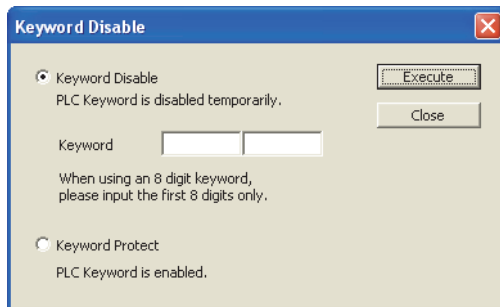 Keyword Disable
Keyword Disable
PLC Keyword is disabled temporarily.
Keyword
When using an 8 digit keyword,
please input the first 8 digits only.
Keyword Protect
PLC Keyword is enabled.
Execute
Close